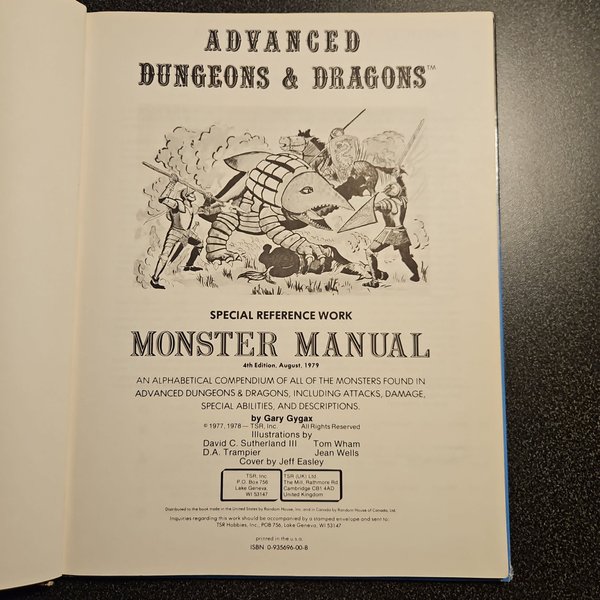 ADVANCED
DUNGEONS & DRAGONS™
SPECIAL REFERENCE WORK
MONSTER MANUAL
4th Edition, August, 1979
AN ALPHABETICAL COMPENDIUM OF ALL OF THE MONSTERS FOUND IN
ADVANCED DUNGEONS & DRAGONS, INCLUDING ATTACKS, DAMAGE,
SPECIAL ABILITIES, AND DESCRIPTIONS.
by Gary Gygax
© 1977, 1978 — TSR, Inc. All Rights Reserved
Illustrations by
David C. Sutherland III Tom Wham
D.A. Trampier Jean Wells
Cover by Jeff Easley
TSR, Inc.
P.O. Box 756
Lake Geneva,
WI 53147
TSR (UK) Ltd.
The Mill, Rathmore Rd
Cambridge CB1 4AD
United Kingdom
Distributed to the book trade in the United States by Random House, Inc. and in Canada by Random House of Canada, Ltd.
Inquiries regarding this work should be accompanied by a stamped envelope and sent to:
TSR Hobbies, Inc., POB 756, Lake Geneva, WI 53147
printed in the u.s.a.
ISBN 0-935696-00-8